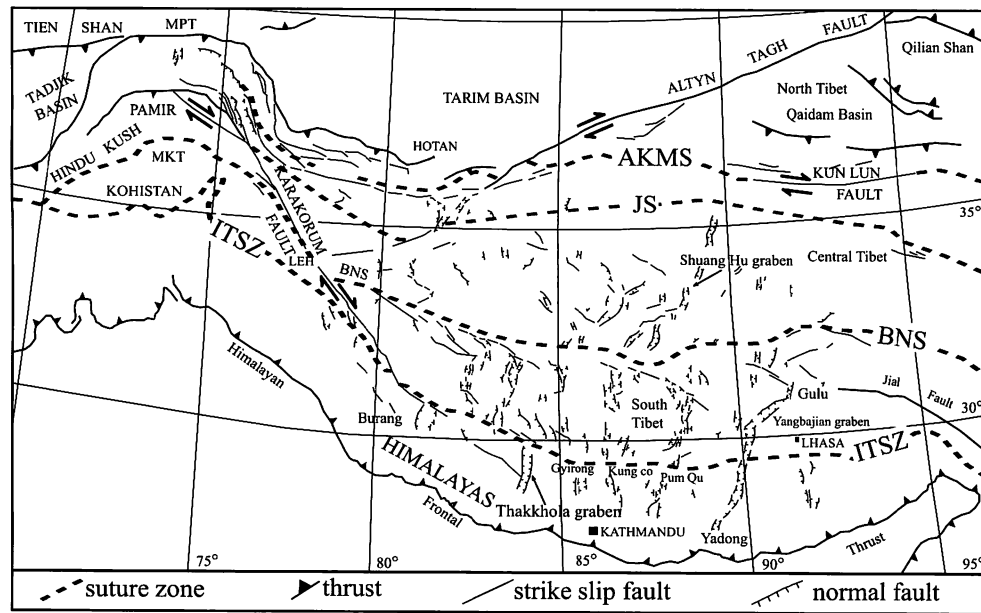 TIEN SHAN MPT
TADJIK
BASIN
PAMIR
HINDU KUSH
MKT
KOHISTAN
TARIM BASIN
HOTAN
ALTYN TAGH FAULT
Qilian Shan
North Tibet
Qaidam Basin
AKMS
KUN LUN
FAULT
JS
35°
KARAKORUM
FAULT
ITSZ
LEH
BNS
Shuang Hu graben
Central Tibet
BNS
Himalayan
Burang
South
Tibet
Gulu
Jial Fault
30°
Yangbajian graben
LHASA
ITSZ
HIMALAYAS
Gyirong
Kung co
Pum Qu
Thakkhola graben
Frontal
KATHMANDU
Yadong
Thrust
75°
80°
85°
90°
95°
suture zone
thrust
strike slip fault
normal fault